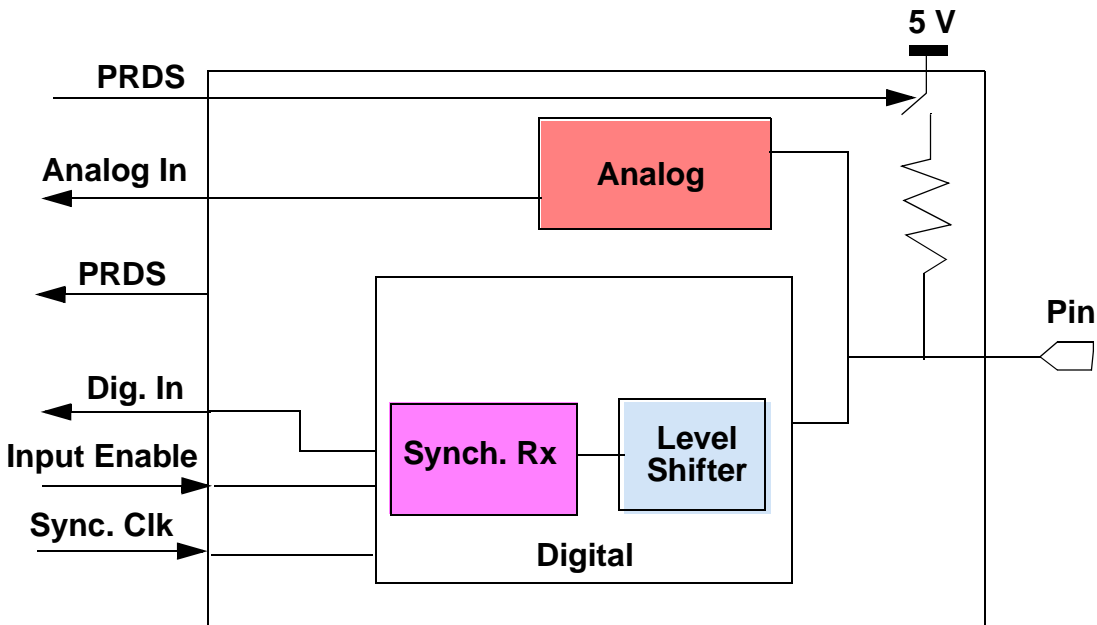 5 V
PRDS
Analog In
Analog
PRDS
Pin
Dig. In
Input Enable
Synch. Rx
Level
Shifter
Sync. Clk
Digital